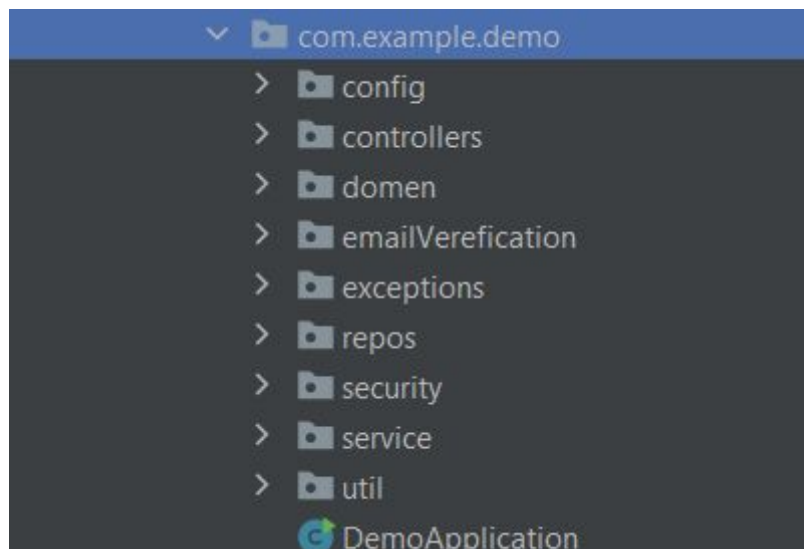 com.example.demo
config
controllers
domen
emailVerefication
exceptions
repos
security
service
util
DemoApplication